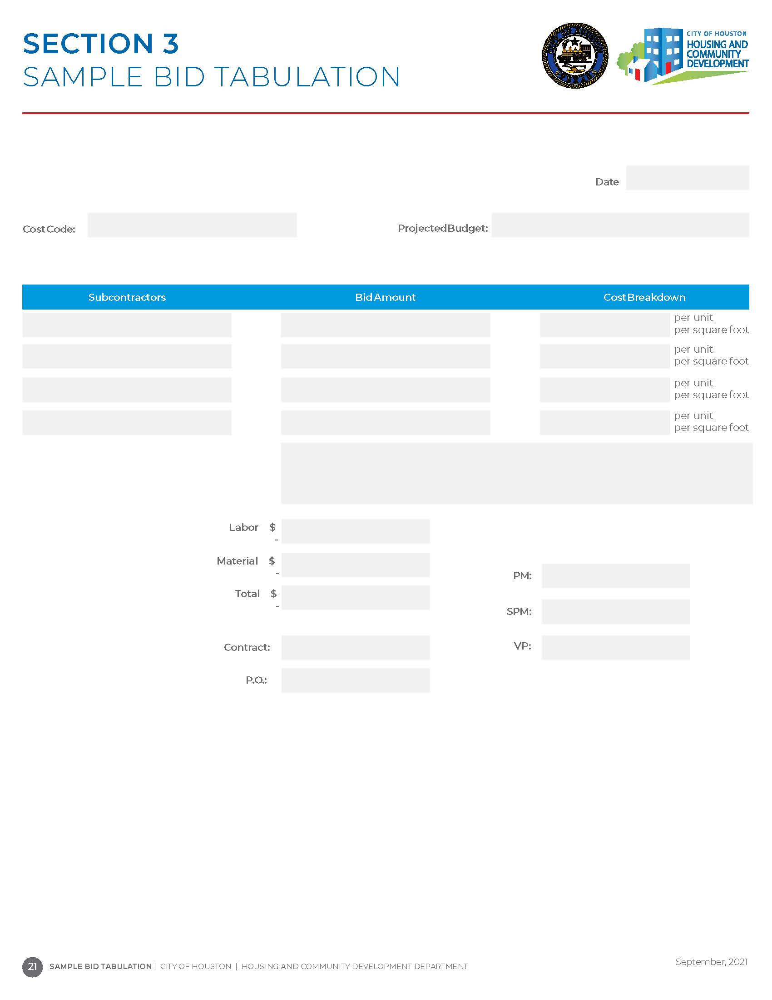 SECTION 3
SAMPLE BID TABULATION
CITY OF HOUSTON
HOUSING AND
COMMUNITY
DEVELOPMENT
Date
Cost Code:
Projected Budget:
Subcontractors Bid Amount Cost Breakdown
per unit
per square foot
per unit
per square foot
per unit
per square foot
per unit
per square foot
Labor $
-
Material $
-
PM:
Total $
-
SPM:
Contract:
VP:
P.O.:
21 SAMPLE BID TABULATION | CITY OF HOUSTON | HOUSING AND COMMUNITY DEVELOPMENT DEPARTMENT
September, 2021